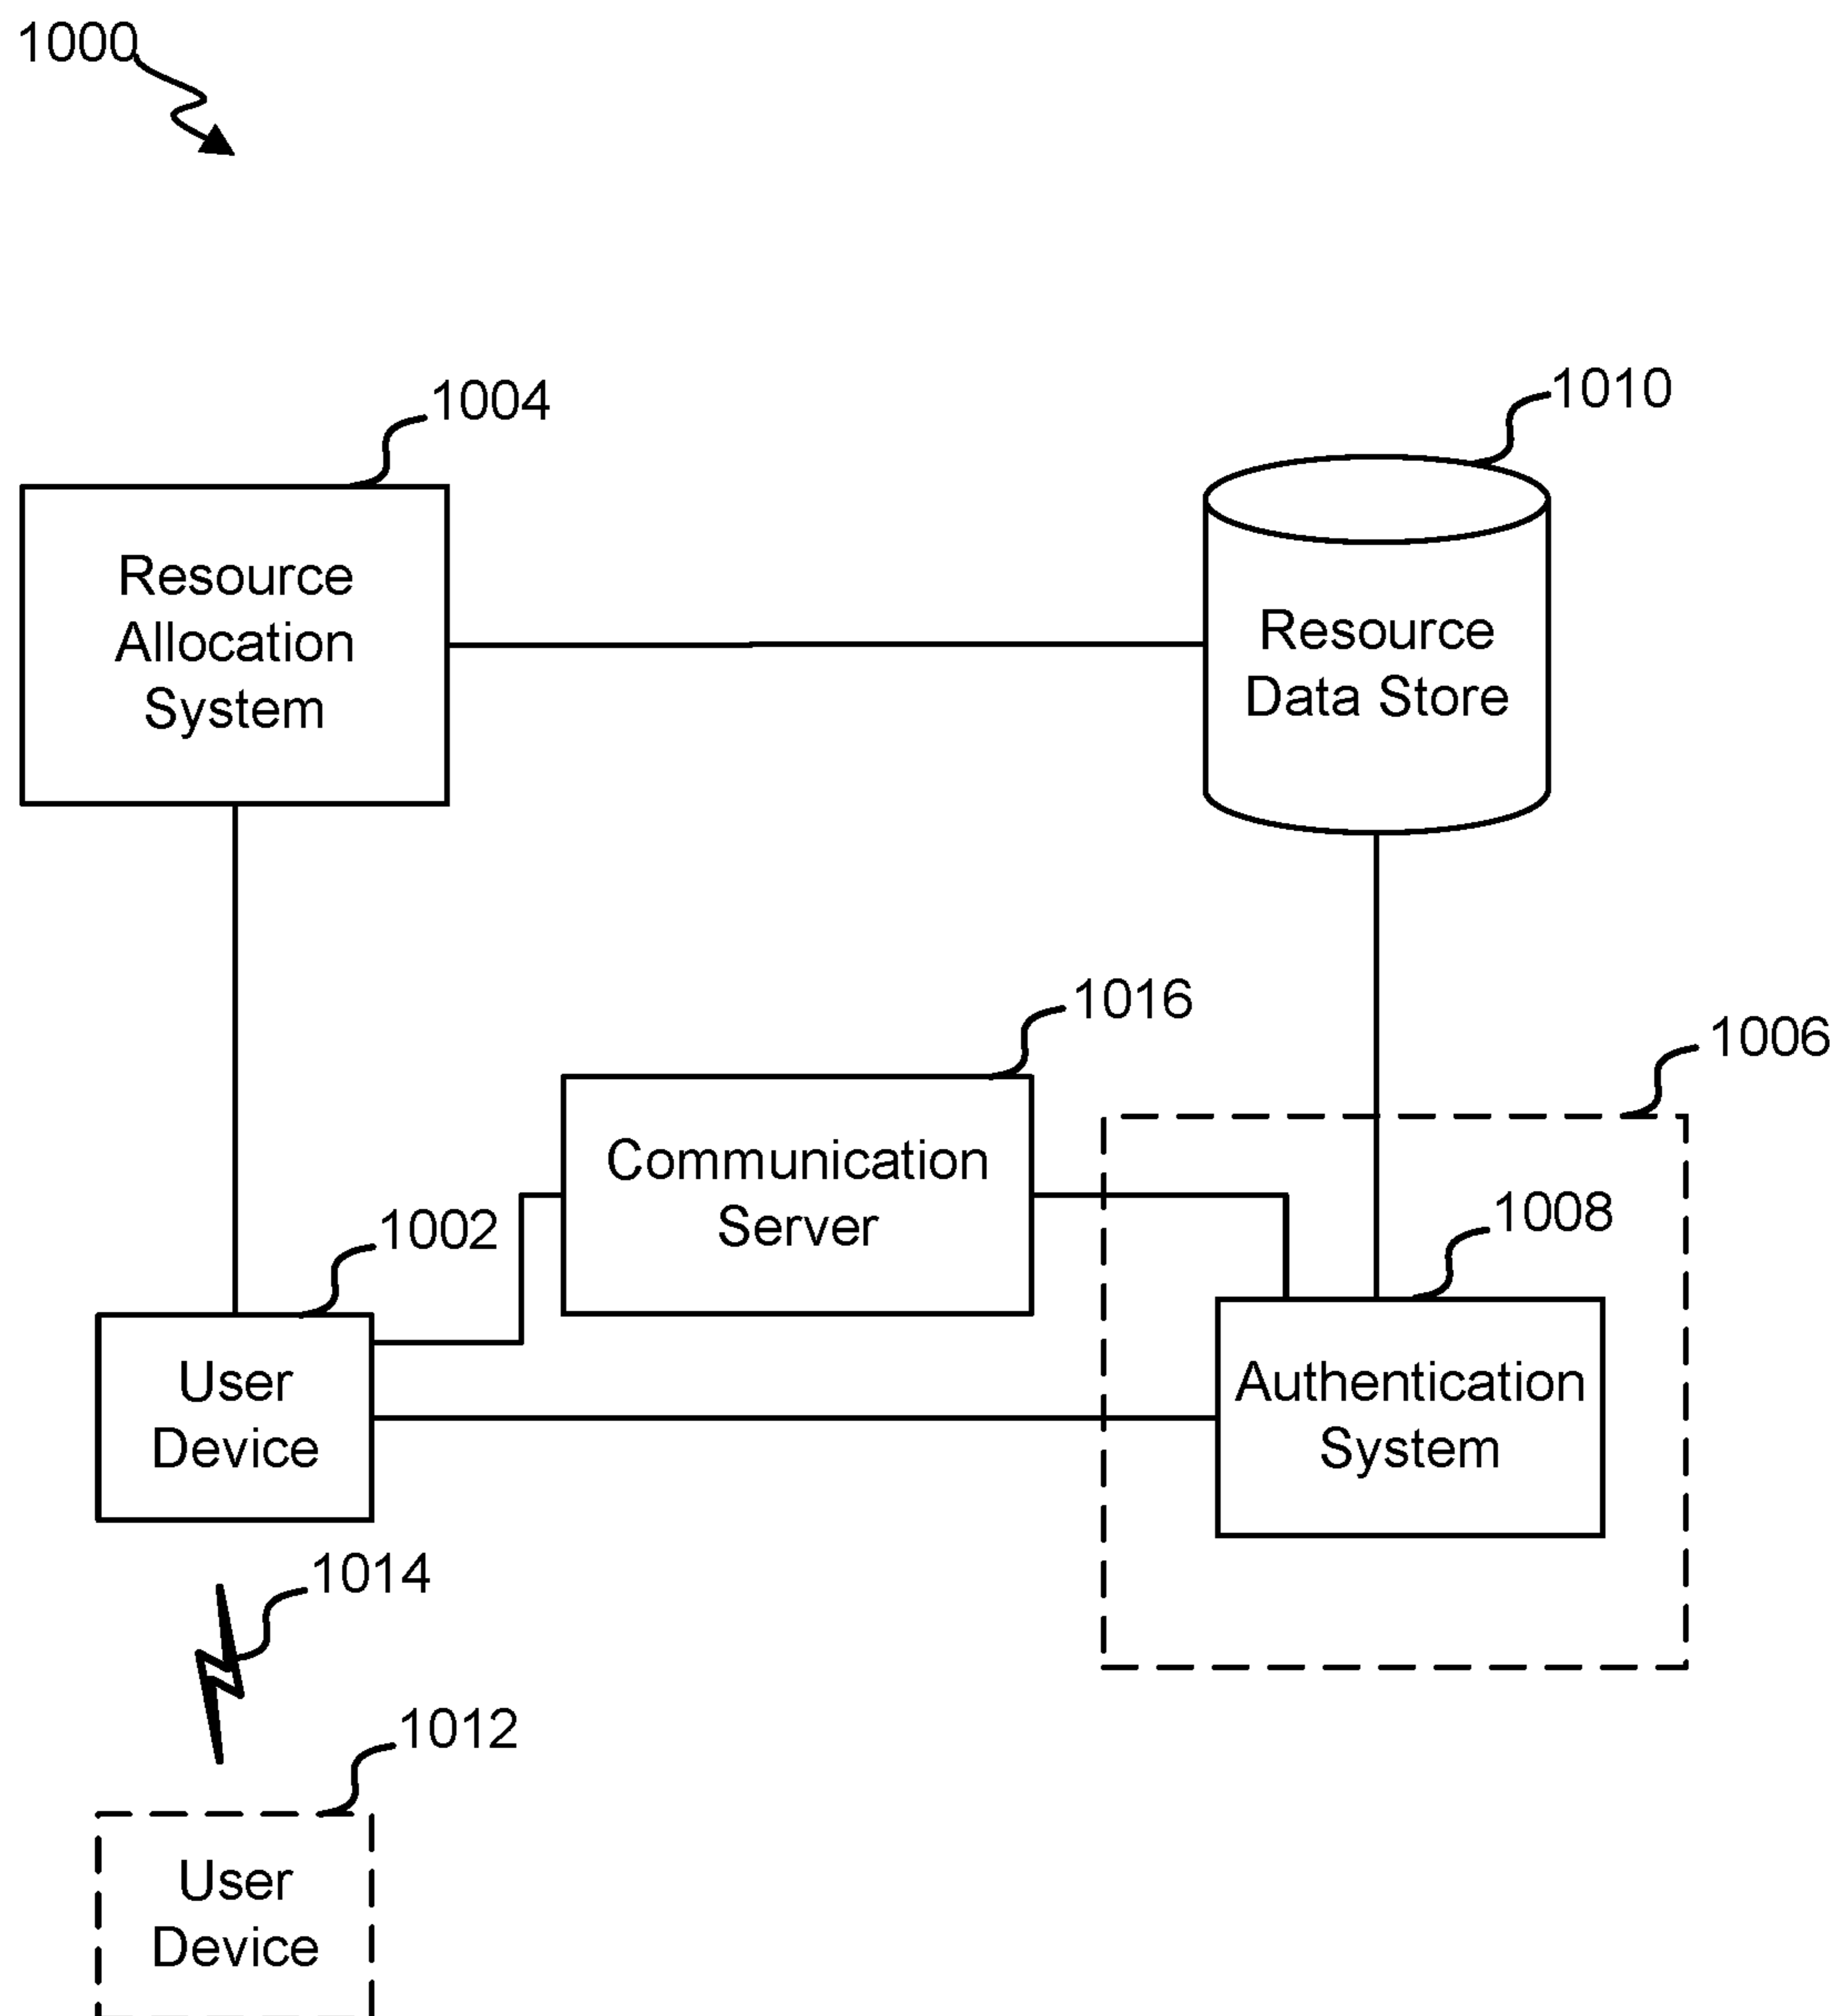 1000
1004
1010
Resource
Allocation
System
Resource
Data Store
1016
1006
Communication
Server
1008
1002
User
Device
Authentication
System
1014
1012
User
Device